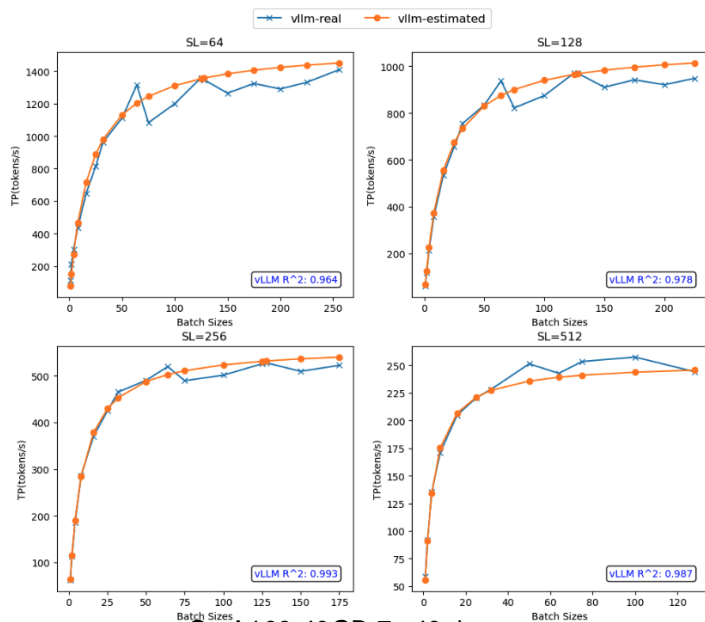 vllm-real vllm-estimated
SL=64
TP(tokens/s)
1400
1200
1000
800
600
400
200
vLLM R^2: 0.964
0 50 100 150 200 250
Batch Sizes
SL=128
TP(tokens/s)
1000
800
600
400
200
vLLM R^2: 0.978
0 50 100 150 200
Batch Sizes
SL=256
TP(tokens/s)
500
400
300
200
100
vLLM R^2: 0.993
0 25 50 75 100 125 150 175
Batch Sizes
SL=512
TP(tokens/s)
250
225
200
175
150
125
100
75
50
vLLM R^2: 0.987
0 20 40 60 80 100 120
Batch Sizes